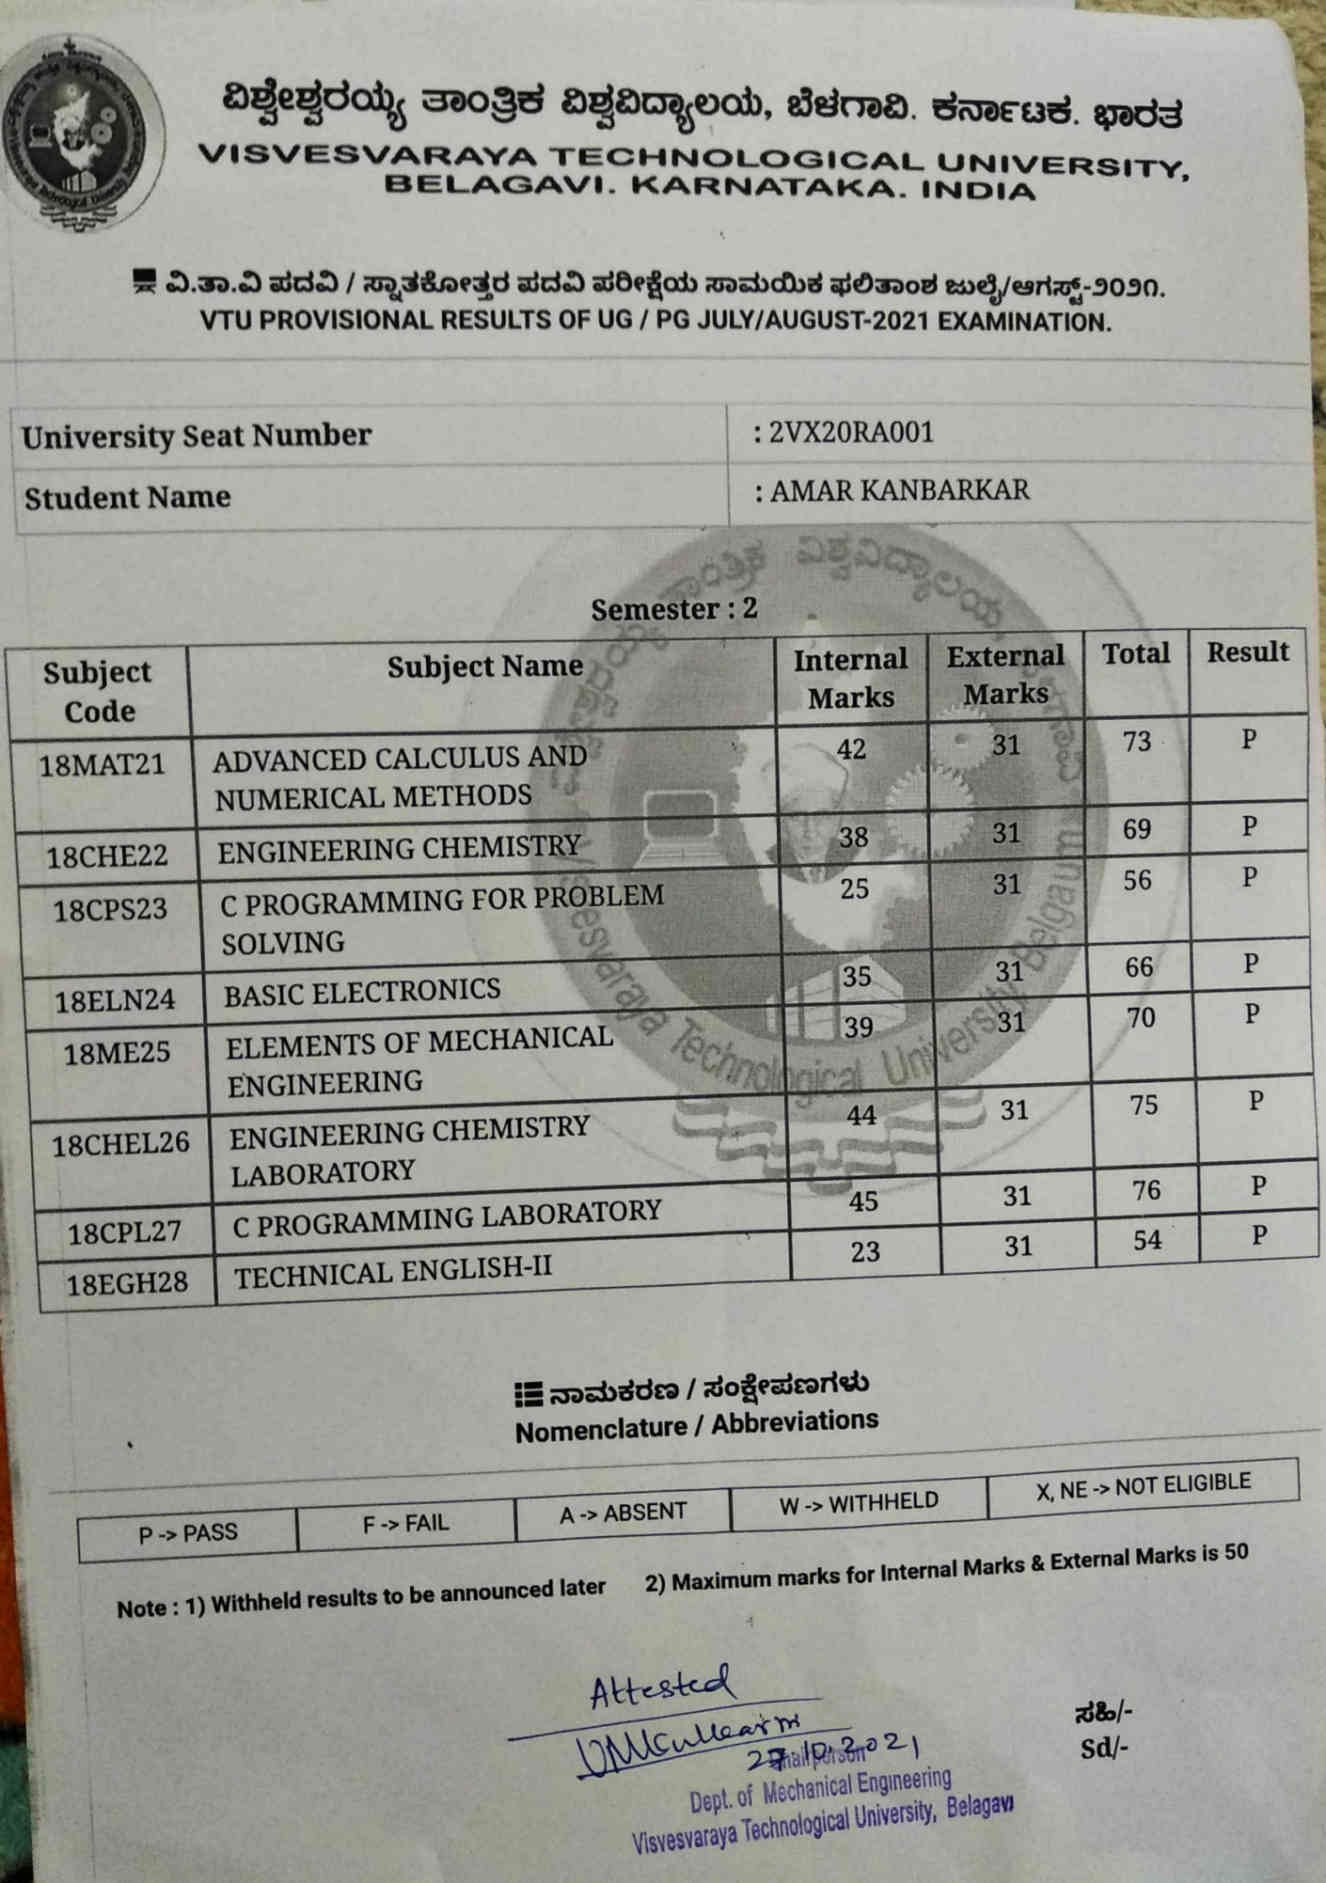 ವಿಶ್ವೇಶ್ವರಯ್ಯ ತಾಂತ್ರಿಕ ವಿಶ್ವವಿದ್ಯಾಲಯ, ಬೆಳಗಾವಿ. ಕರ್ನಾಟಕ. ಭಾರತ
VISVESVARAYA TECHNOLOGICAL UNIVERSITY,
BELAGAVI. KARNATAKA. INDIA
ವಿ.ತಾ.ವಿ ಪದವಿ / ಸ್ನಾತಕೋತ್ತರ ಪದವಿ ಪರೀಕ್ಷೆಯ ಸಾಮಯಿಕ ಫಲಿತಾಂಶ ಜುಲೈ/ಆಗಸ್ಟ್-೨೦೨೧.
VTU PROVISIONAL RESULTS OF UG / PG JULY/AUGUST-2021 EXAMINATION.
University Seat Number : 2VX20RA001
Student Name : AMAR KANBARKAR
Semester : 2
Subject Code Subject Name Internal Marks External Marks Total Result
18MAT21 ADVANCED CALCULUS AND NUMERICAL METHODS 42 31 73 P
18CHE22 ENGINEERING CHEMISTRY 38 31 69 P
18CPS23 C PROGRAMMING FOR PROBLEM SOLVING 25 31 56 P
18ELN24 BASIC ELECTRONICS 35 31 66 P
18ME25 ELEMENTS OF MECHANICAL ENGINEERING 39 31 70 P
18CHEL26 ENGINEERING CHEMISTRY LABORATORY 44 31 75 P
18CPL27 C PROGRAMMING LABORATORY 45 31 76 P
18EGH28 TECHNICAL ENGLISH-II 23 31 54 P
ನಾಮಕರಣ / ಸಂಕ್ಷೇಪಣಗಳು
Nomenclature / Abbreviations
P -> PASS F -> FAIL A -> ABSENT W -> WITHHELD X, NE -> NOT ELIGIBLE
Note : 1) Withheld results to be announced later 2) Maximum marks for Internal Marks & External Marks is 50
Attested
27.10.2021
ಸಹಿ/-
Sd/-
Chairperson
Dept. of Mechanical Engineering
Visvesvaraya Technological University, Belagavi